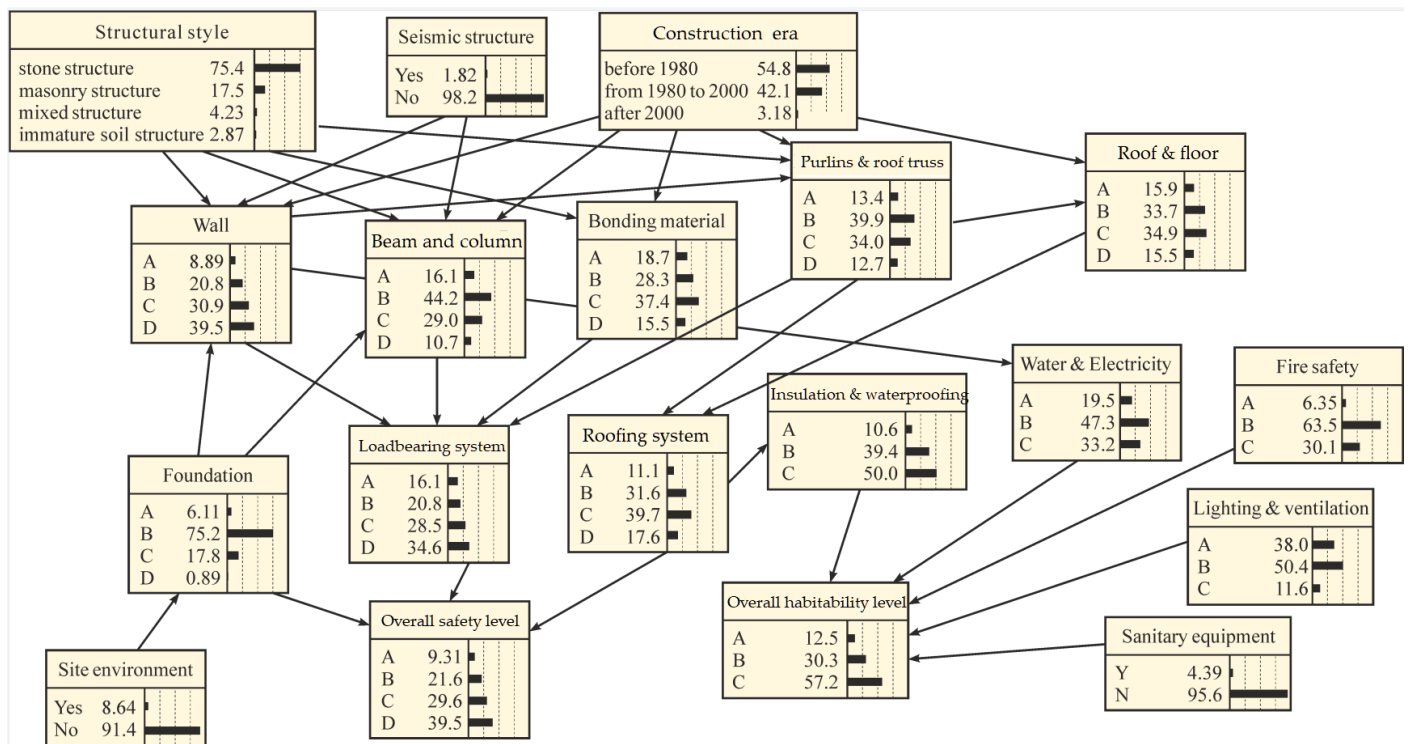 Structural style
stone structure 75.4
masonry structure 17.5
mixed structure 4.23
immature soil structure 2.87
Seismic structure
Yes 1.82
No 98.2
Construction era
before 1980 54.8
from 1980 to 2000 42.1
after 2000 3.18
Purlins & roof truss
A 13.4
B 39.9
C 34.0
D 12.7
Roof & floor
A 15.9
B 33.7
C 34.9
D 15.5
Wall
A 8.89
B 20.8
C 30.9
D 39.5
Beam and column
A 16.1
B 44.2
C 29.0
D 10.7
Bonding material
A 18.7
B 28.3
C 37.4
D 15.5
Water & Electricity
A 19.5
B 47.3
C 33.2
Fire safety
A 6.35
B 63.5
C 30.1
Insulation & waterproofing
A 10.6
B 39.4
C 50.0
Loadbearing system
A 16.1
B 20.8
C 28.5
D 34.6
Roofing system
A 11.1
B 31.6
C 39.7
D 17.6
Foundation
A 6.11
B 75.2
C 17.8
D 0.89
Lighting & ventilation
A 38.0
B 50.4
C 11.6
Overall safety level
A 9.31
B 21.6
C 29.6
D 39.5
Overall habitability level
A 12.5
B 30.3
C 57.2
Sanitary equipment
Y 4.39
N 95.6
Site environment
Yes 8.64
No 91.4